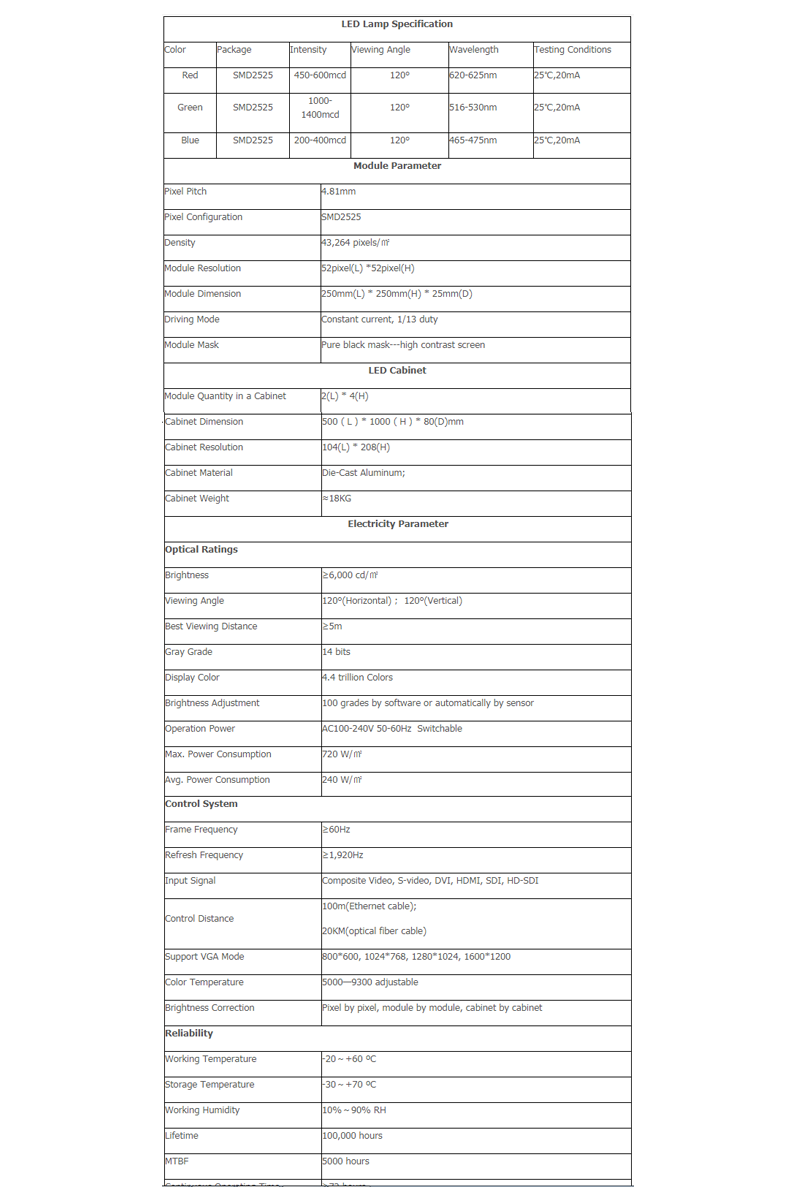 LED Lamp Specification
Color Package Intensity Viewing Angle Wavelength Testing Conditions
Red SMD2525 450-600mcd 120º 620-625nm 25℃,20mA
Green SMD2525 1000-1400mcd 120º 516-530nm 25℃,20mA
Blue SMD2525 200-400mcd 120º 465-475nm 25℃,20mA
Module Parameter
Pixel Pitch 4.81mm
Pixel Configuration SMD2525
Density 43,264 pixels/㎡
Module Resolution 52pixel(L) *52pixel(H)
Module Dimension 250mm(L) * 250mm(H) * 25mm(D)
Driving Mode Constant current, 1/13 duty
Module Mask Pure black mask---high contrast screen
LED Cabinet
Module Quantity in a Cabinet 2(L) * 4(H)
Cabinet Dimension 500 ( L ) * 1000 ( H ) * 80(D)mm
Cabinet Resolution 104(L) * 208(H)
Cabinet Material Die-Cast Aluminum;
Cabinet Weight ≈18KG
Electricity Parameter
Optical Ratings
Brightness ≥6,000 cd/㎡
Viewing Angle 120º(Horizontal) ; 120º(Vertical)
Best Viewing Distance ≥5m
Gray Grade 14 bits
Display Color 4.4 trillion Colors
Brightness Adjustment 100 grades by software or automatically by sensor
Operation Power AC100-240V 50-60Hz Switchable
Max. Power Consumption 720 W/㎡
Avg. Power Consumption 240 W/㎡
Control System
Frame Frequency ≥60Hz
Refresh Frequency ≥1,920Hz
Input Signal Composite Video, S-video, DVI, HDMI, SDI, HD-SDI
Control Distance 100m(Ethernet cable);
20KM(optical fiber cable)
Support VGA Mode 800*600, 1024*768, 1280*1024, 1600*1200
Color Temperature 5000—9300 adjustable
Brightness Correction Pixel by pixel, module by module, cabinet by cabinet
Reliability
Working Temperature -20～+60 ºC
Storage Temperature -30～+70 ºC
Working Humidity 10%～90% RH
Lifetime 100,000 hours
MTBF 5000 hours
Continuous Operating Time ≥72 hours